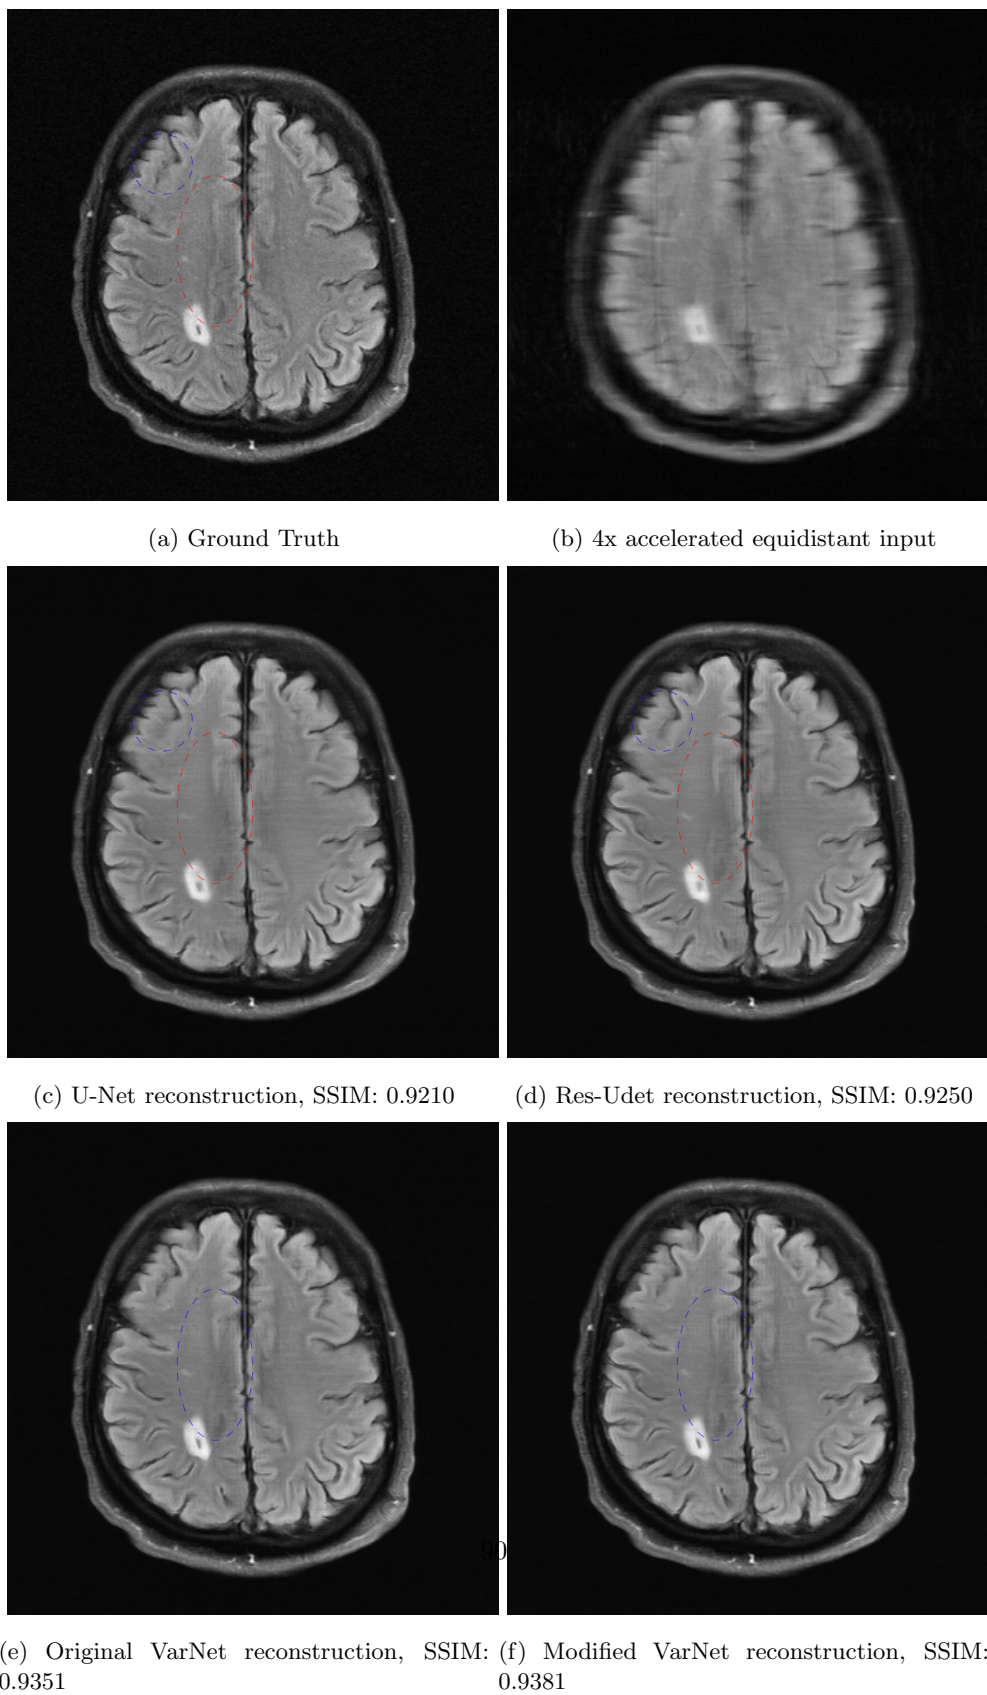 (a) Ground Truth
(b) 4x accelerated equidistant input
(c) U-Net reconstruction, SSIM: 0.9210
(d) Res-Udet reconstruction, SSIM: 0.9250
90
(e) Original VarNet reconstruction, SSIM:
0.9351
(f) Modified VarNet reconstruction, SSIM:
0.9381